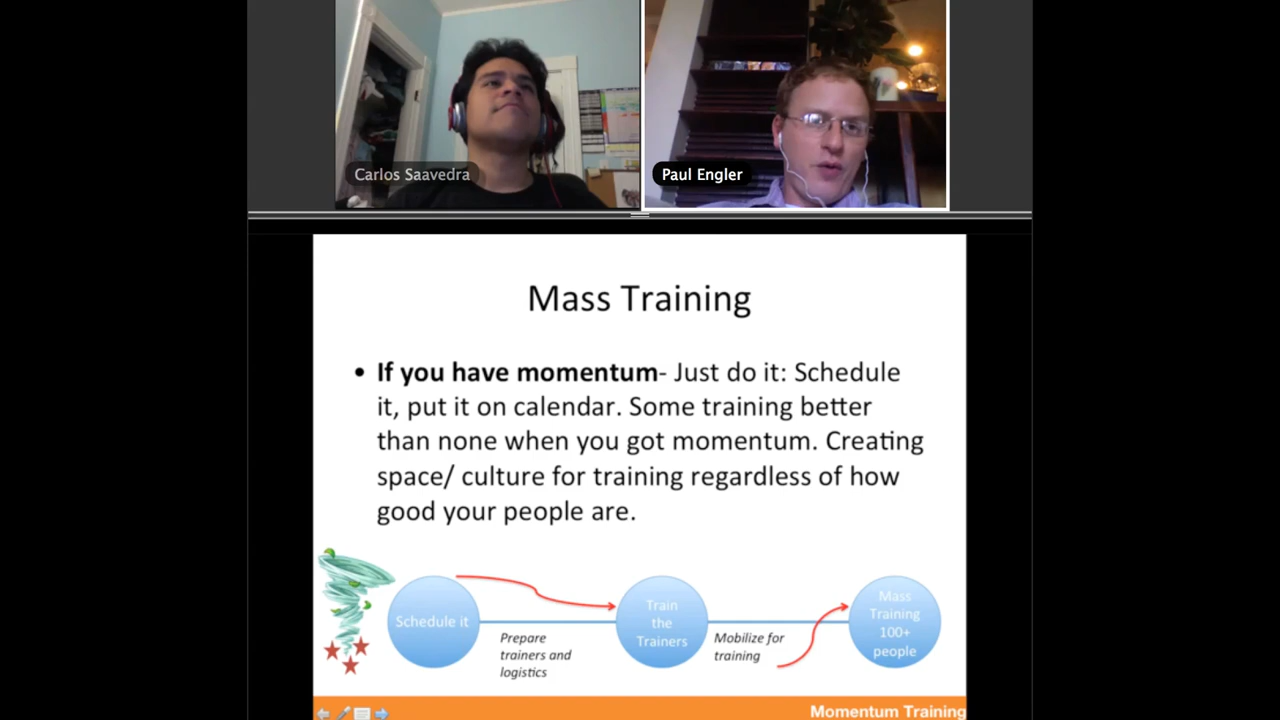 Carlos Saavedra
Paul Engler
Mass Training
• If you have momentum- Just do it: Schedule
it, put it on calendar. Some training better
than none when you got momentum. Creating
space/ culture for training regardless of how
good your people are.
Schedule it
Prepare
trainers and
logistics
Train
the
Trainers
Mobilize for
training
Mass
Training
100+
people
Momentum Training